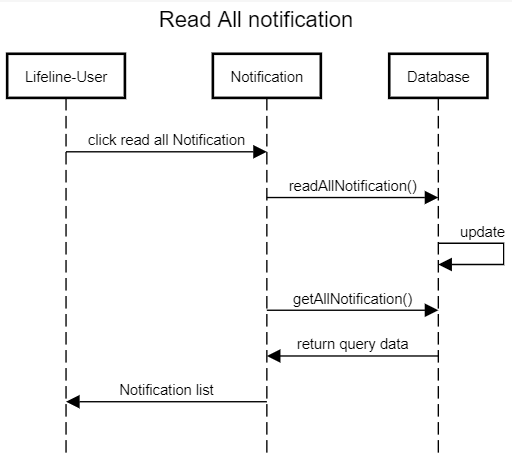 Read All notification
Lifeline-User
Notification
Database
click read all Notification
readAllNotification()
update
getAllNotification()
return query data
Notification list